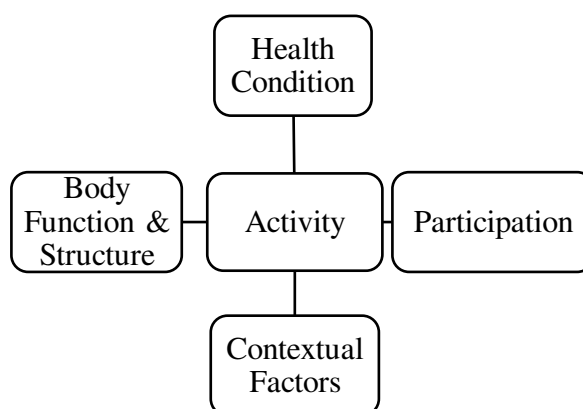 Health
Condition
Body
Function &
Structure
Activity
Participation
Contextual
Factors